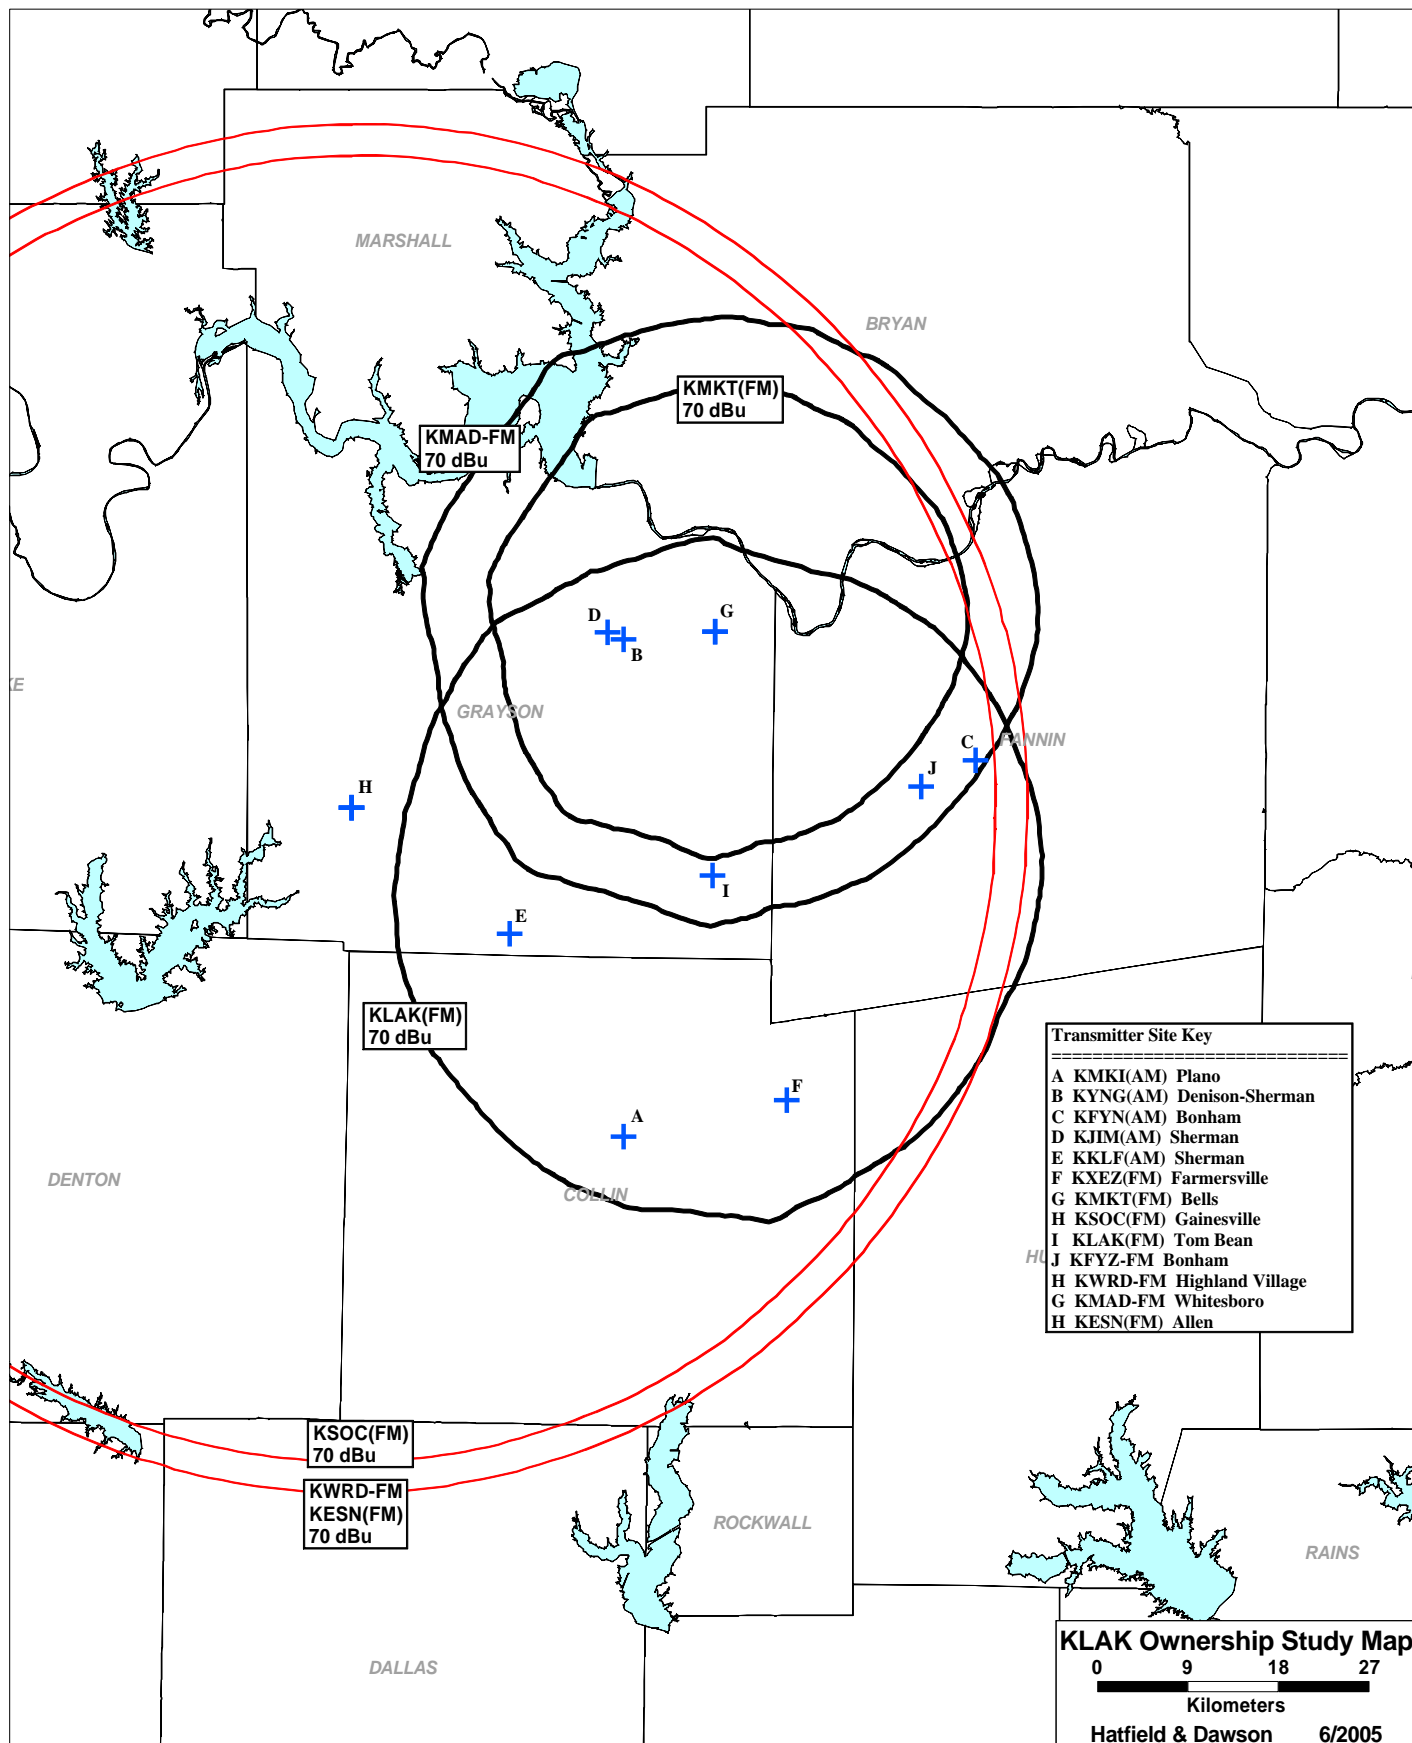 MARSHALL
BRYAN
KMKT(FM)
70 dBu
KMAD-FM
70 dBu
D
G
B
KE
GRAYSON
FANNIN
C
J
H
I
E
KLAK(FM)
70 dBu
F
A
DENTON
COLLIN
HU
Transmitter Site Key
==============================
A KMKI(AM) Plano
B KYNG(AM) Denison-Sherman
C KFYN(AM) Bonham
D KJIM(AM) Sherman
E KKLF(AM) Sherman
F KXEZ(FM) Farmersville
G KMKT(FM) Bells
H KSOC(FM) Gainesville
I KLAK(FM) Tom Bean
J KFYZ-FM Bonham
H KWRD-FM Highland Village
G KMAD-FM Whitesboro
H KESN(FM) Allen
KSOC(FM)
70 dBu
KWRD-FM
KESN(FM)
70 dBu
ROCKWALL
RAINS
DALLAS
KLAK Ownership Study Map
0 9 18 27
Kilometers
Hatfield & Dawson 6/2005